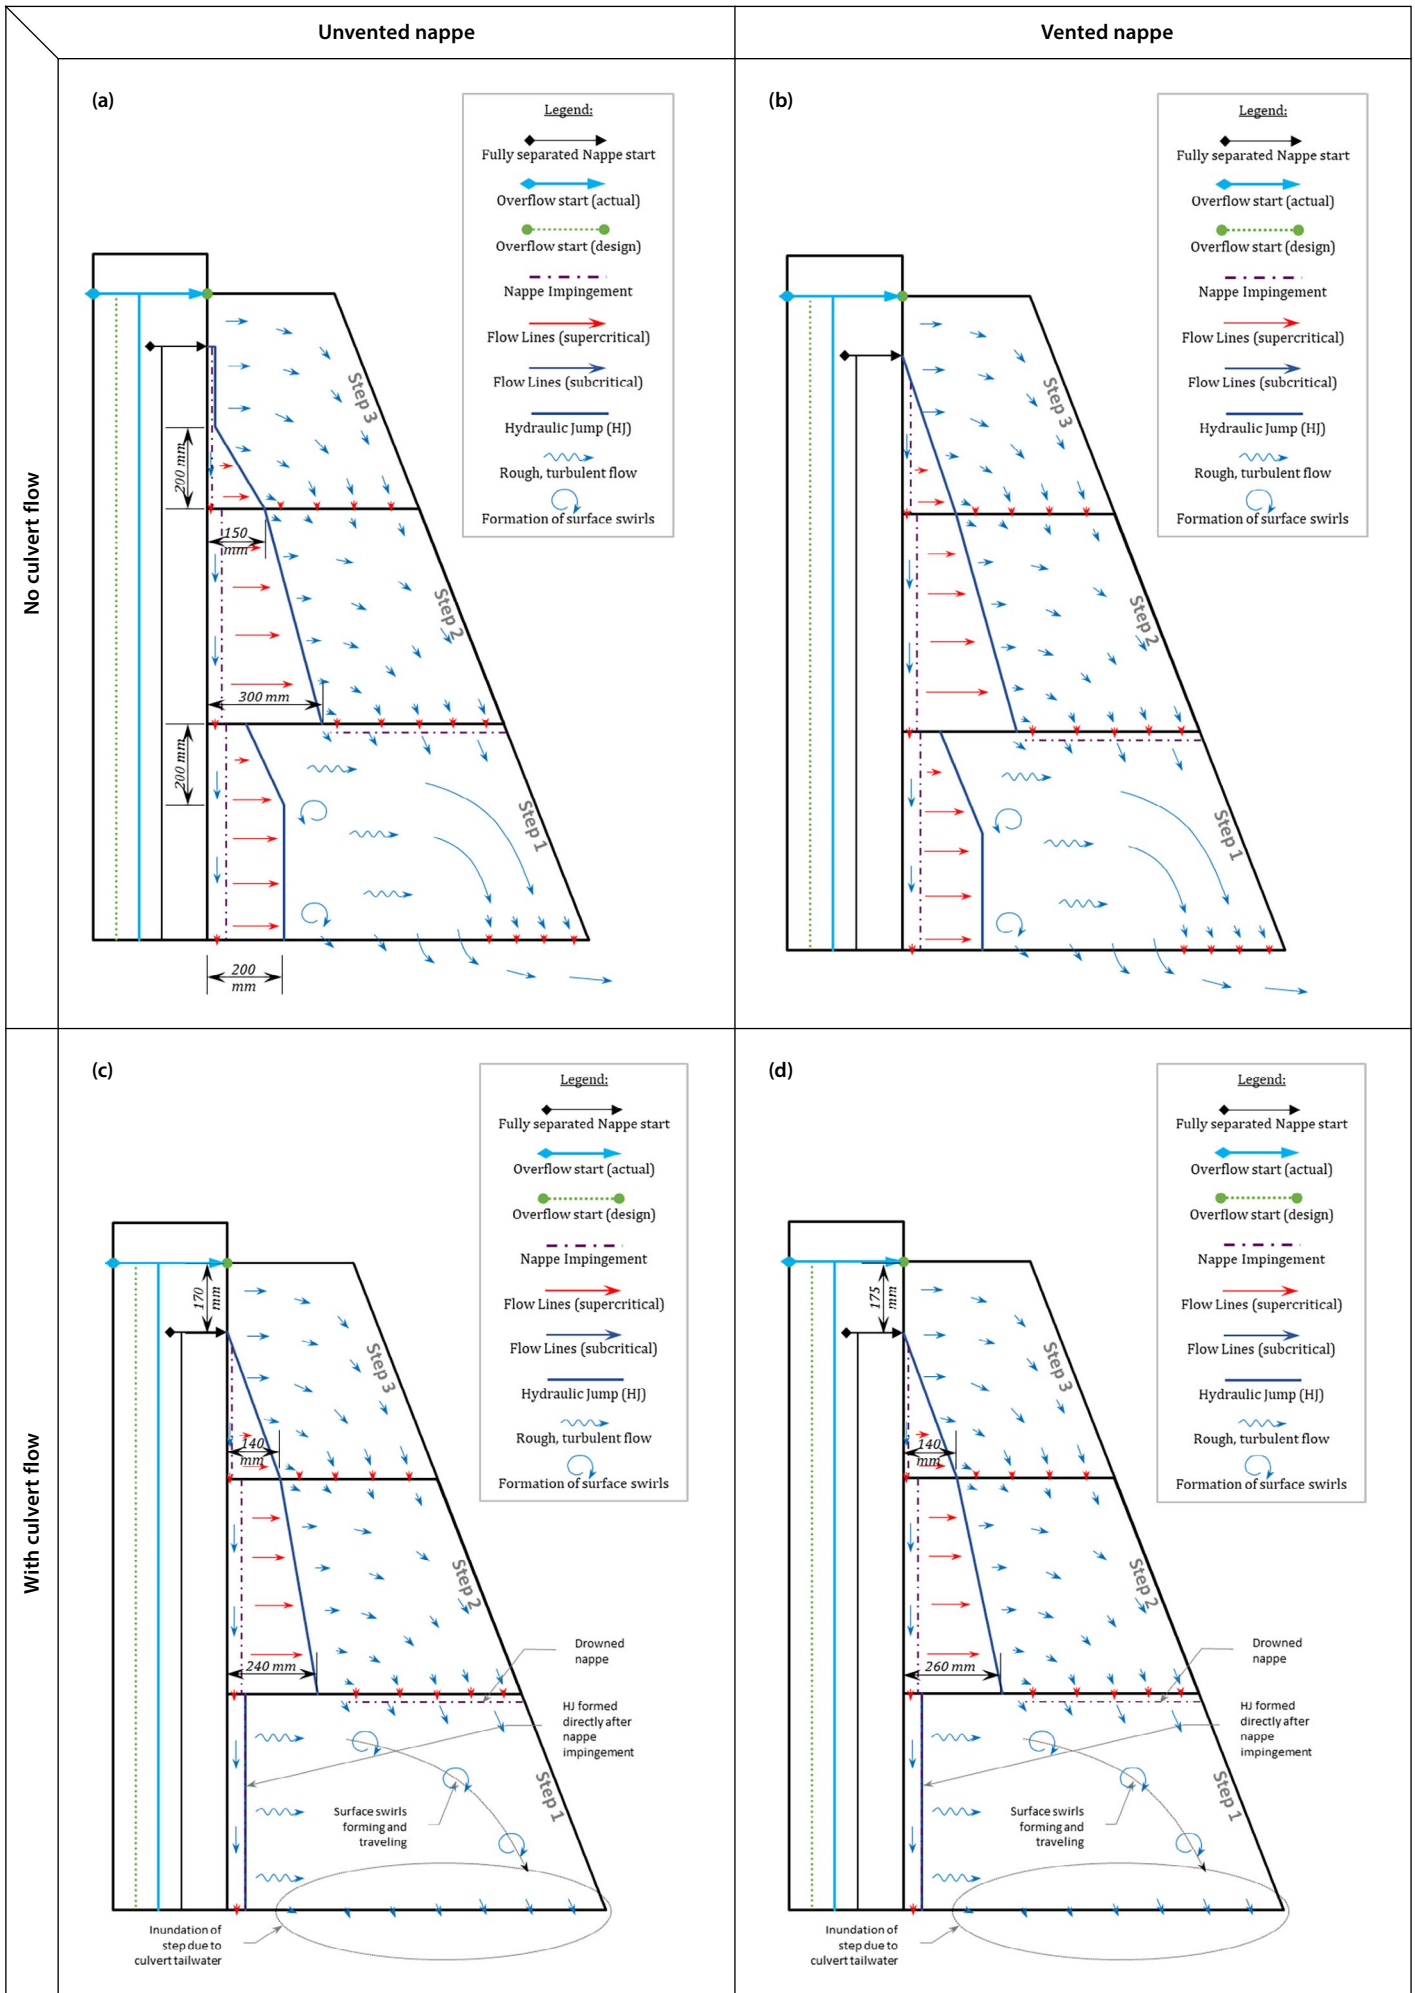 Unvented nappe
Vented nappe
No culvert flow
(a)
Legend:
Fully separated Nappe start
Overflow start (actual)
Overflow start (design)
Nappe Impingement
Flow Lines (supercritical)
Flow Lines (subcritical)
Hydraulic Jump (HJ)
Rough, turbulent flow
Formation of surface swirls
Step 3
200 mm
150
mm
Step 2
300 mm
200 mm
Step 1
200
mm
(b)
Legend:
Fully separated Nappe start
Overflow start (actual)
Overflow start (design)
Nappe Impingement
Flow Lines (supercritical)
Flow Lines (subcritical)
Hydraulic Jump (HJ)
Rough, turbulent flow
Formation of surface swirls
Step 3
Step 2
Step 1
With culvert flow
(c)
Legend:
Fully separated Nappe start
Overflow start (actual)
Overflow start (design)
Nappe Impingement
Flow Lines (supercritical)
Flow Lines (subcritical)
Hydraulic Jump (HJ)
Rough, turbulent flow
Formation of surface swirls
170
mm
Step 3
140
mm
Step 2
240 mm
Drowned
nappe
HJ formed
directly after
nappe
impingement
Step 1
Surface swirls
forming and
traveling
Inundation of
step due to
culvert tailwater
(d)
Legend:
Fully separated Nappe start
Overflow start (actual)
Overflow start (design)
Nappe Impingement
Flow Lines (supercritical)
Flow Lines (subcritical)
Hydraulic Jump (HJ)
Rough, turbulent flow
Formation of surface swirls
175
mm
Step 3
140
mm
Step 2
260 mm
Drowned
nappe
HJ formed
directly after
nappe
impingement
Step 1
Surface swirls
forming and
traveling
Inundation of
step due to
culvert tailwater